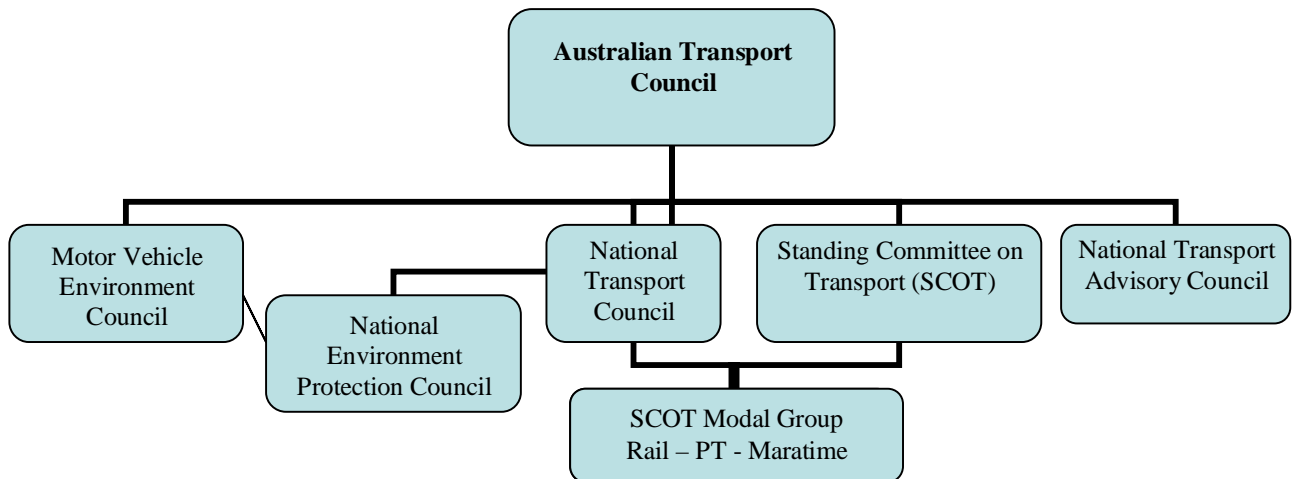 Australian Transport
Council
Motor Vehicle
Environment
Council
National
Environment
Protection Council
National
Transport
Council
Standing Committee on
Transport (SCOT)
National Transport
Advisory Council
SCOT Modal Group
Rail – PT - Maratime